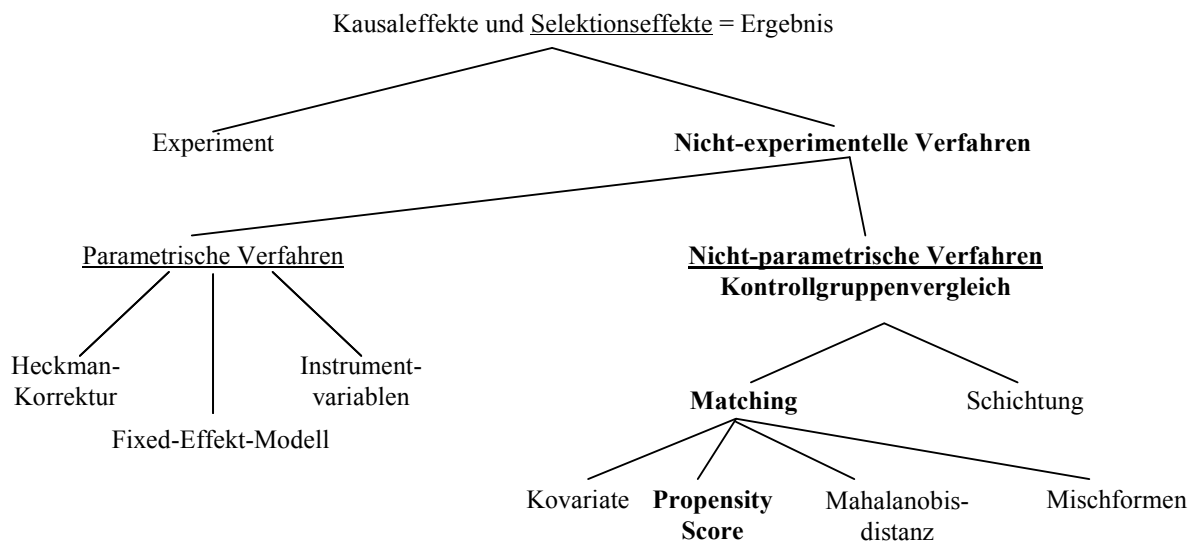 Kausaleffekte und Selektionseffekte = Ergebnis
Experiment
Nicht-experimentelle Verfahren
Parametrische Verfahren
Nicht-parametrische Verfahren
Kontrollgruppenvergleich
Heckman-
Korrektur
Instrument-
variablen
Fixed-Effekt-Modell
Matching
Schichtung
Kovariate
Propensity
Score
Mahalanobis-
distanz
Mischformen